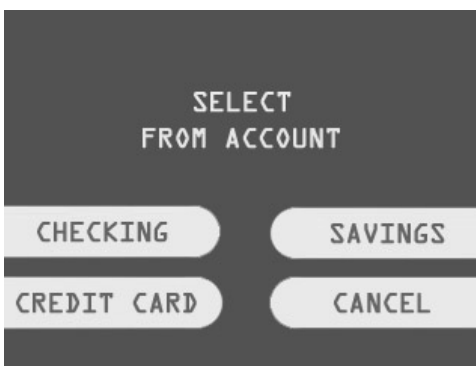 SELECT
FROM ACCOUNT
CHECKING
SAVINGS
CREDIT CARD
CANCEL